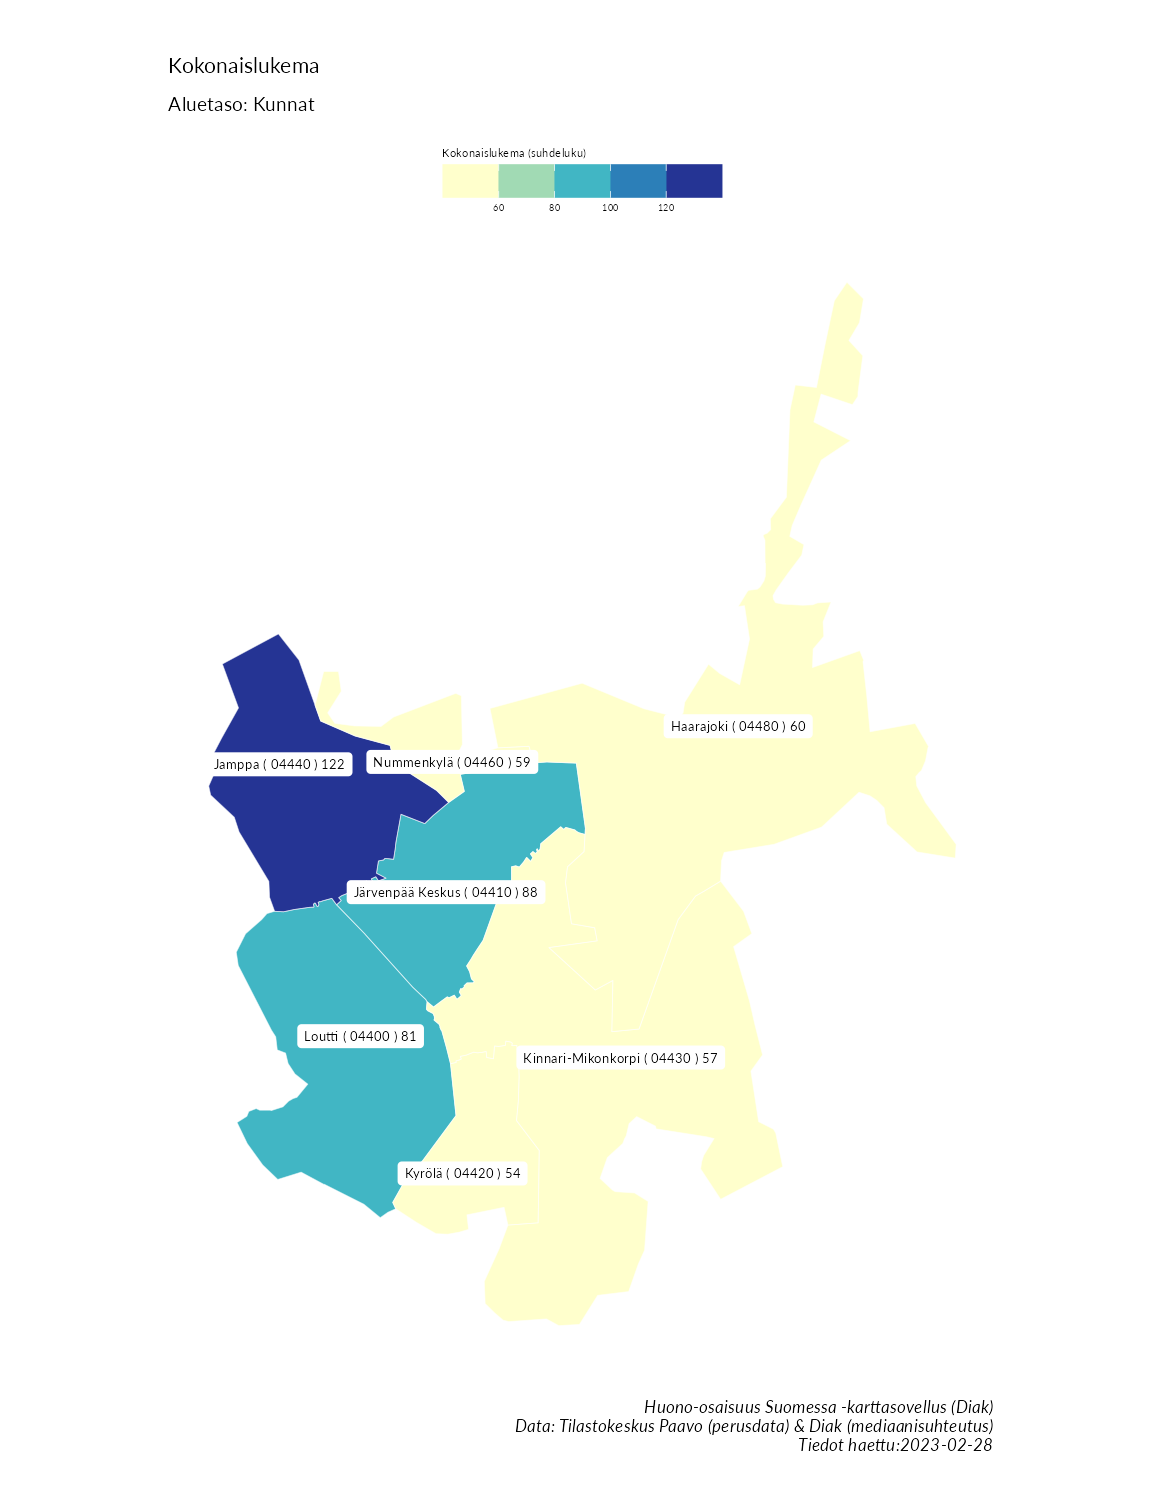 Kokonaislukema
Aluetaso: Kunnat
Kokonaislukema (suhdeluku)
60 80 100 120
Haarajoki ( 04480 ) 60
Jamppa ( 04440 ) 122
Nummenkylä ( 04460 ) 59
Järvenpää Keskus ( 04410 ) 88
Loutti ( 04400 ) 81
Kinnari-Mikonkorpi ( 04430 ) 57
Kyrölä ( 04420 ) 54
Huono-osaisuus Suomessa -karttasovellus (Diak)
Data: Tilastokeskus Paavo (perusdata) & Diak (mediaanisuhteutus)
Tiedot haettu:2023-02-28